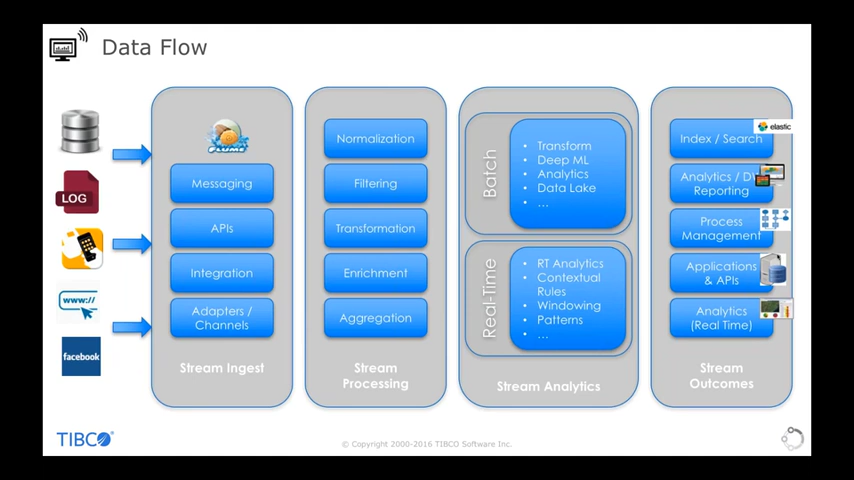 Data Flow
LOG
www://
facebook
FLUME
Messaging
APIs
Integration
Adapters /
Channels
Stream Ingest
Normalization
Filtering
Transformation
Enrichment
Aggregation
Stream
Processing
Batch
• Transform
• Deep ML
• Analytics
• Data Lake
• ...
Real-Time
• RT Analytics
• Contextual
Rules
• Windowing
• Patterns
• ...
Stream Analytics
elastic
Index / Search
Analytics / DW
Reporting
Process
Management
Applications
& APIs
Analytics
(Real Time)
Stream
Outcomes
TIBCO®
© Copyright 2000-2016 TIBCO Software Inc.